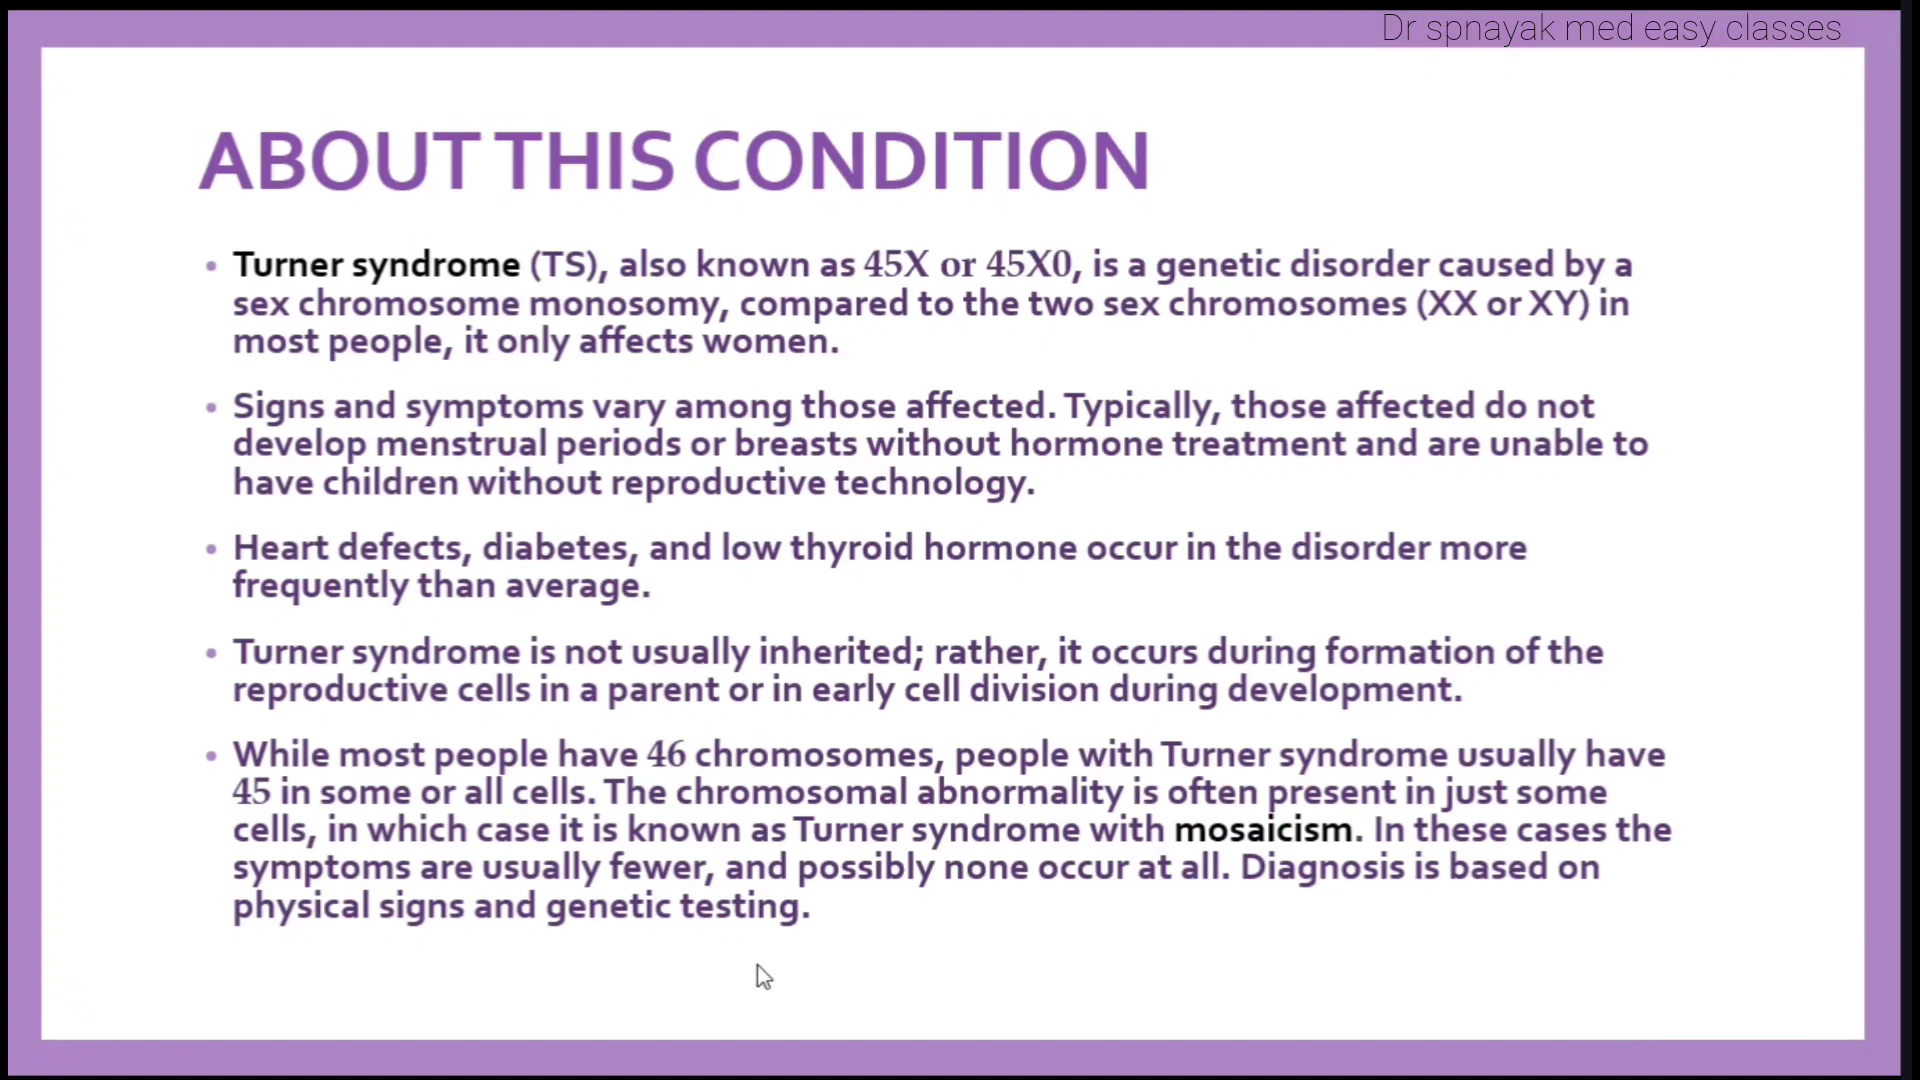 Dr spnayak med easy classes
ABOUT THIS CONDITION
• Turner syndrome (TS), also known as 45X or 45X0, is a genetic disorder caused by a
sex chromosome monosomy, compared to the two sex chromosomes (XX or XY) in
most people, it only affects women.
• Signs and symptoms vary among those affected. Typically, those affected do not
develop menstrual periods or breasts without hormone treatment and are unable to
have children without reproductive technology.
• Heart defects, diabetes, and low thyroid hormone occur in the disorder more
frequently than average.
• Turner syndrome is not usually inherited; rather, it occurs during formation of the
reproductive cells in a parent or in early cell division during development.
• While most people have 46 chromosomes, people with Turner syndrome usually have
45 in some or all cells. The chromosomal abnormality is often present in just some
cells, in which case it is known as Turner syndrome with mosaicism. In these cases the
symptoms are usually fewer, and possibly none occur at all. Diagnosis is based on
physical signs and genetic testing.